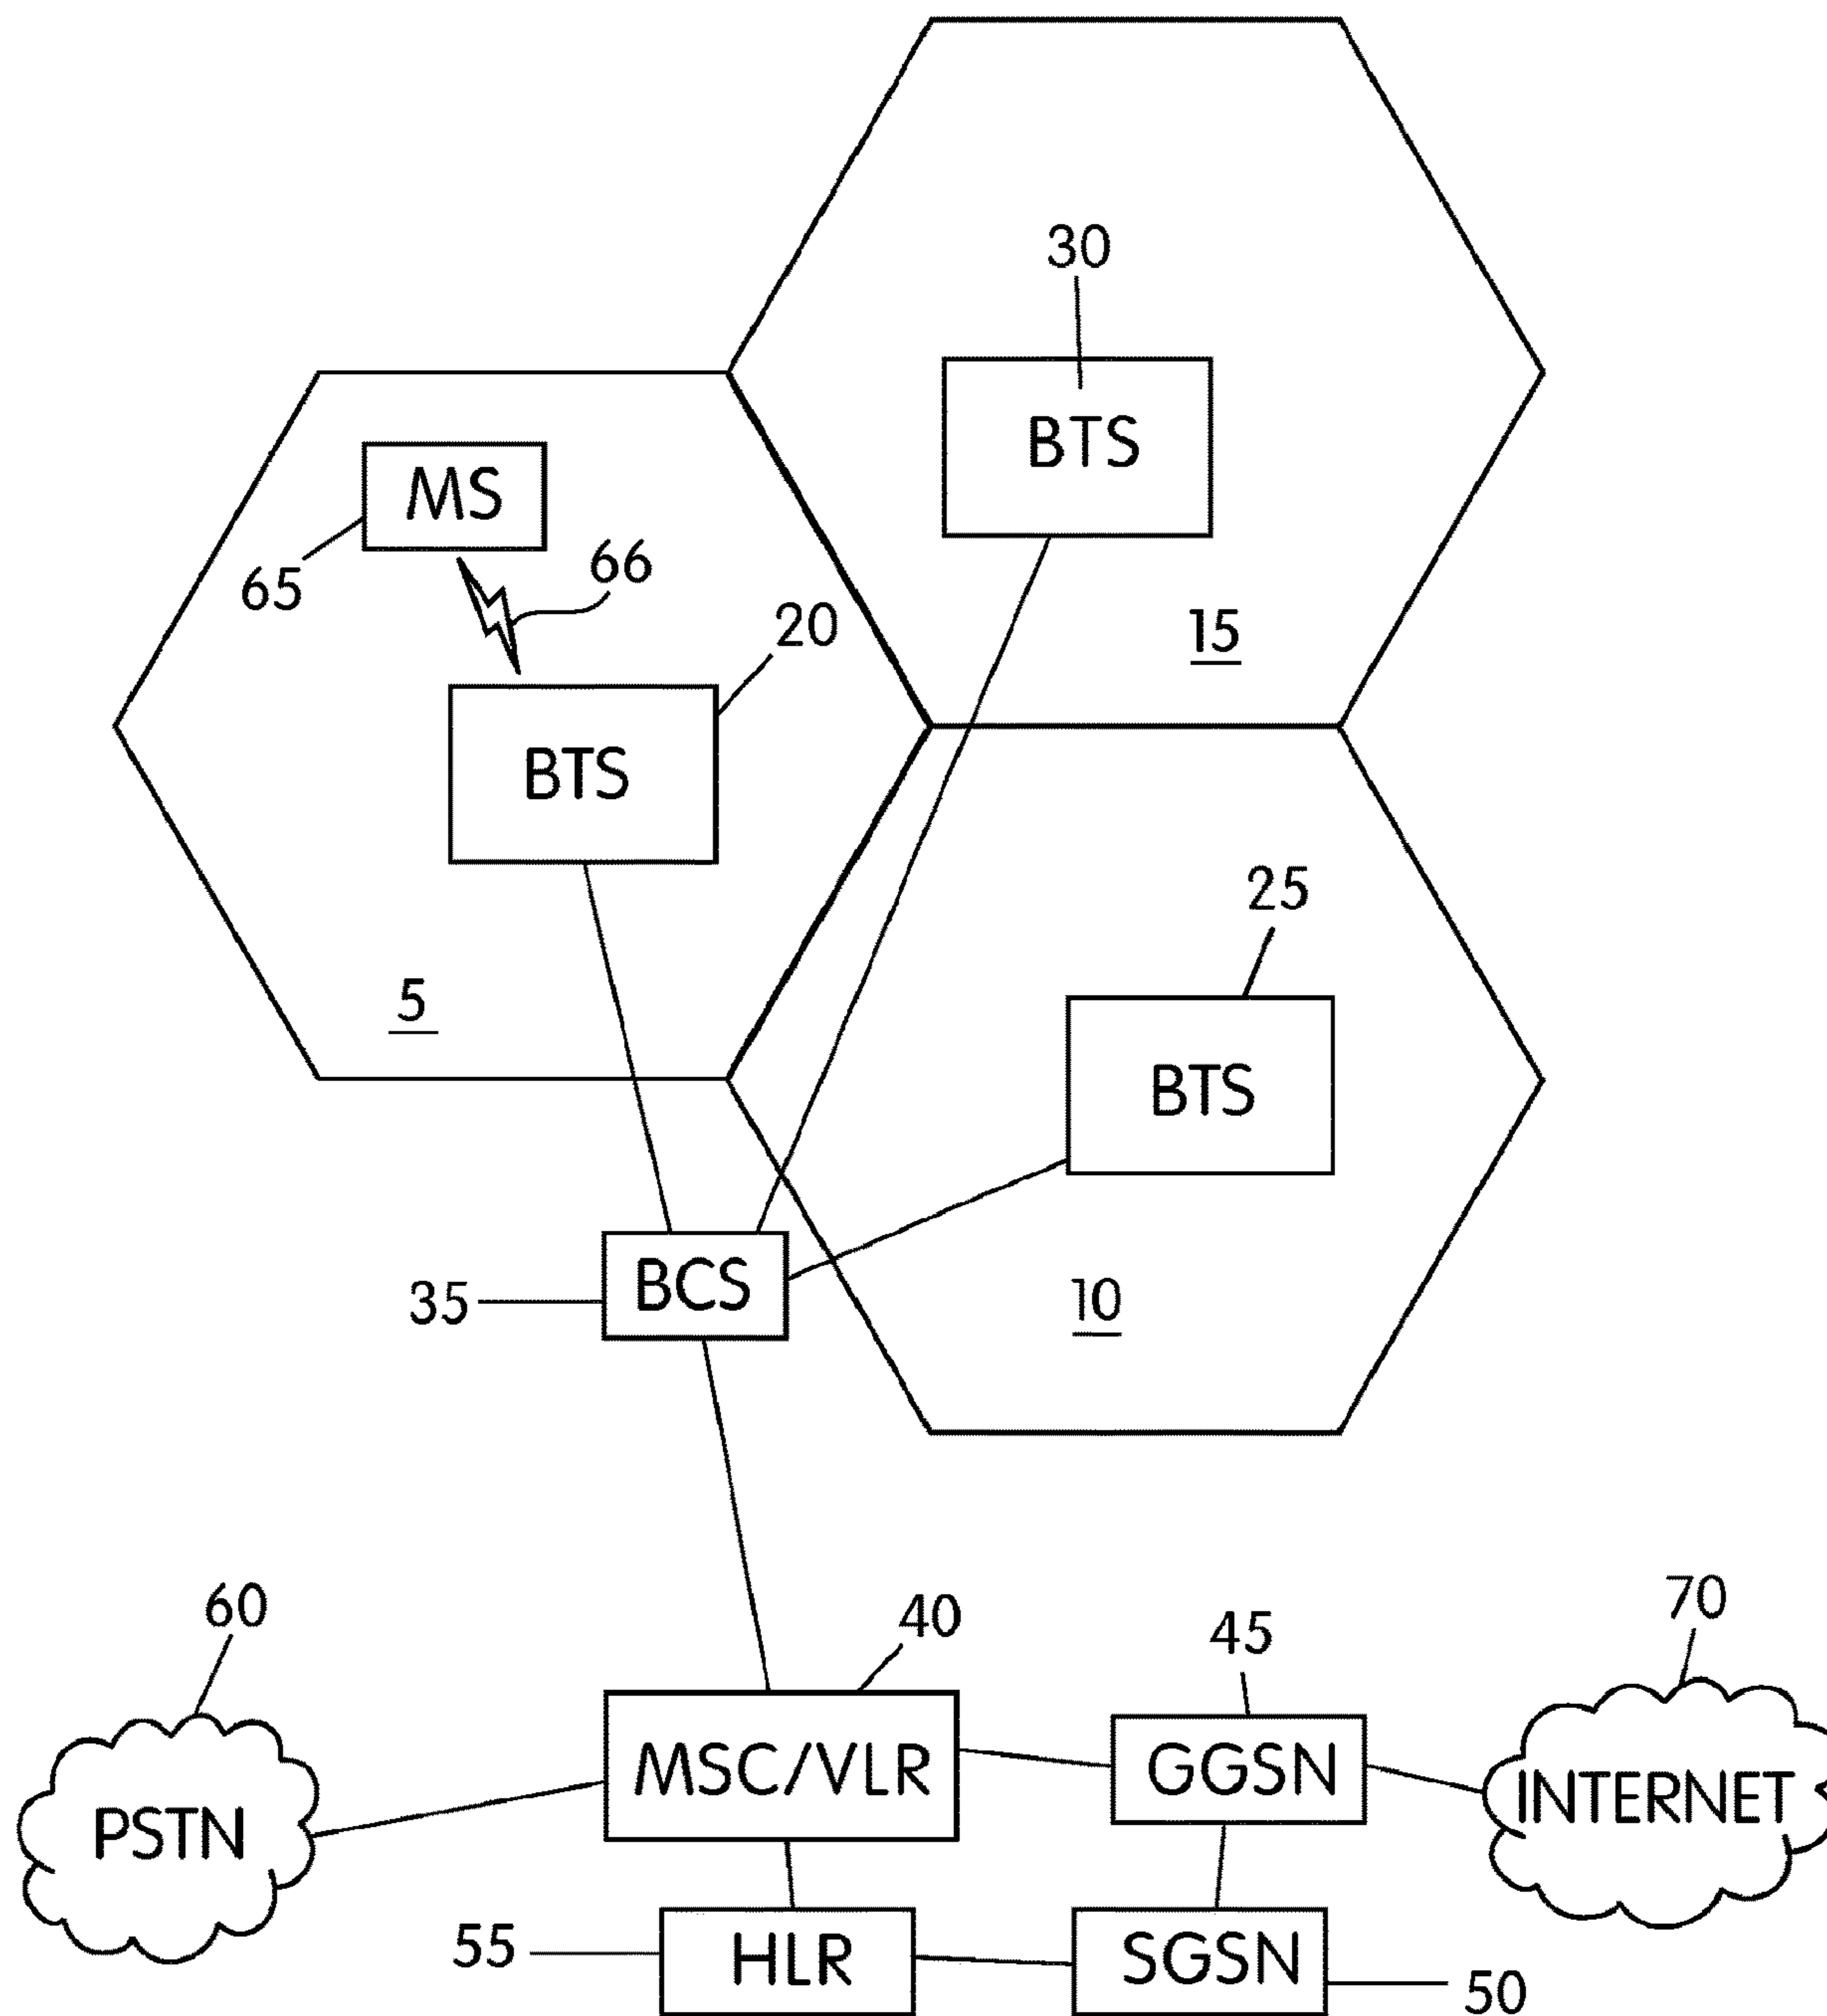 30
BTS
MS
65
66
20
15
BTS
25
5
BTS
BCS
35
10
60
40
45
70
MSC/VLR
GGSN
INTERNET
PSTN
55
HLR
SGSN
50